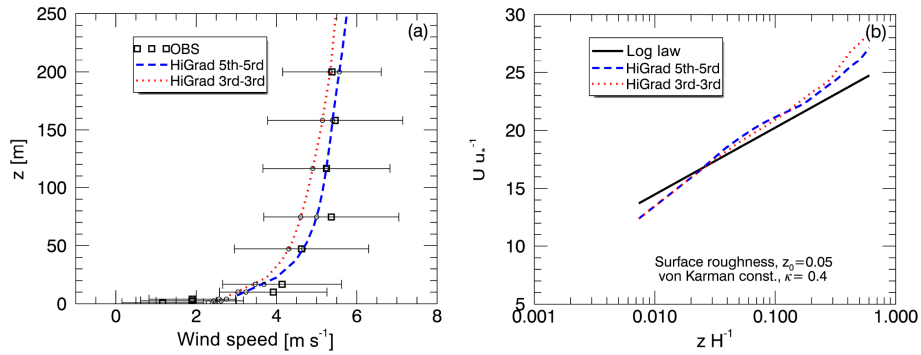 250
200
150
100
50
0
z [m]
0
2
4
6
8
Wind speed [m s⁻¹]
(a)
OBS
HiGrad 5th-5rd
HiGrad 3rd-3rd
30
25
20
15
10
5
U u*⁻¹
0.001
0.010
0.100
1.000
z H⁻¹
(b)
Log law
HiGrad 5th-5rd
HiGrad 3rd-3rd
Surface roughness, z₀=0.05
von Karman const., κ= 0.4